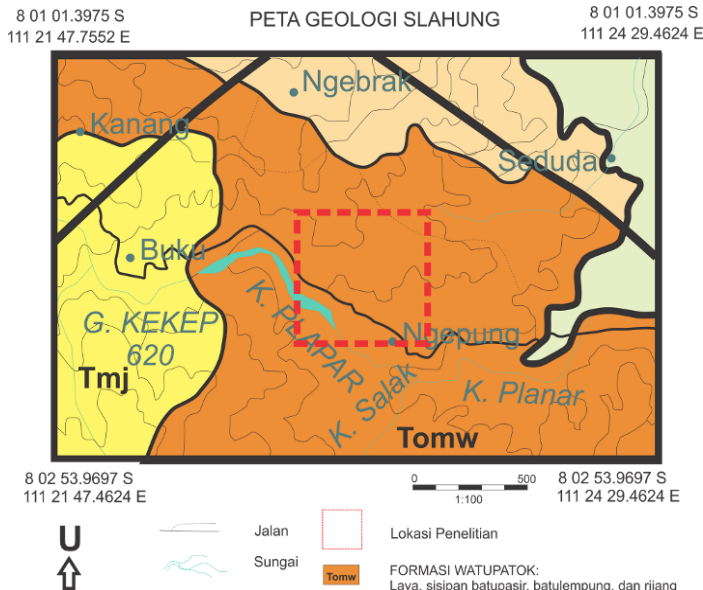 PETA GEOLOGI SLAHUNG
8 01 01.3975 S
111 21 47.7552 E
8 01 01.3975 S
111 24 29.4624 E
Ngebrak
Kanang
Seduda
Buku
G. KEKEP
620
Tmj
K. PLAPAR
Ngepung
K. Salak
K. Planar
Tomw
8 02 53.9697 S
111 21 47.4624 E
0 500
1:100
8 02 53.9697 S
111 24 29.4624 E
U
Jalan
Sungai
Lokasi Penelitian
Tomw
FORMASI WATUPATOK:
Lava, sisipan batupasir, batulempung, dan rijang